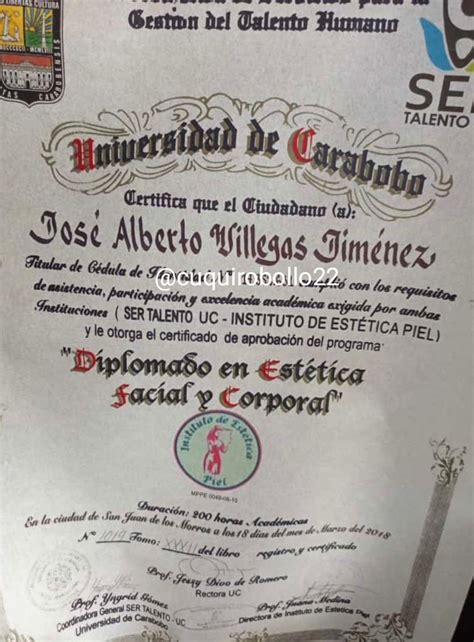 Gestión del Talento Humano
SER
TALENTO
Universidad de Carabobo
Certifica que el Ciudadano (a):
José Alberto Villegas Jiménez
Titular de Cédula de con los requisitos
@cuquirobollo22
de asistencia, participación y excelencia académica exigida por ambas
Instituciones ( SER TALENTO UC - INSTITUTO DE ESTÉTICA PIEL)
y le otorga el certificado de aprobación del programa:
"Diplomado en Estética
Facial y Corporal"
Instituto de Estética
Piel
Duración: 200 horas Académicas
En la ciudad de San Juan de los Morros a los 18 días del mes de Marzo del 2018
Nº 1019 Tomo: XXVII del libro registro y certificado
Prof. Jessy Divo de Romero
Rectora UC
Prof. Yngrid Gómez
Coordinadora General SER TALENTO - UC
Universidad de Carabobo
Prof. Juana Medina
Directora de Instituto de Estética Piel